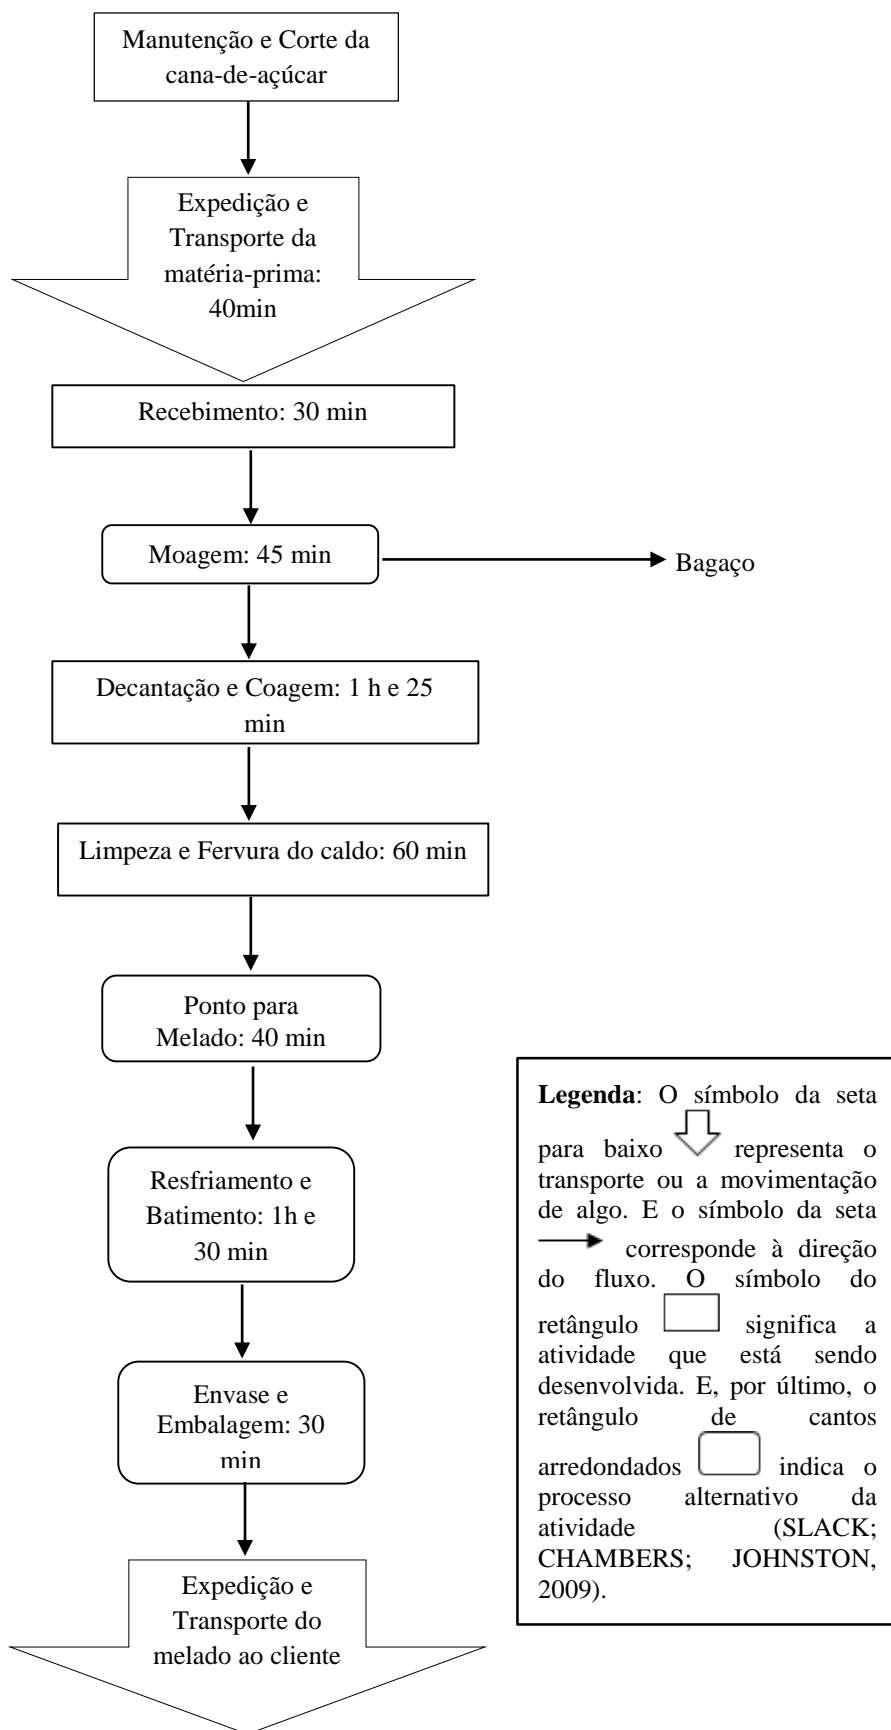 Manutenção e Corte da
cana-de-açúcar
Expedição e
Transporte da
matéria-prima:
40min
Recebimento: 30 min
Moagem: 45 min
Bagaço
Decantação e Coagem: 1 h e 25
min
Limpeza e Fervura do caldo: 60 min
Ponto para
Melado: 40 min
Resfriamento e
Batimento: 1h e
30 min
Envase e
Embalagem: 30
min
Expedição e
Transporte do
melado ao cliente
Legenda: O símbolo da seta
para baixo representa o
transporte ou a movimentação
de algo. E o símbolo da seta
corresponde à direção
do fluxo. O símbolo do
retângulo significa a
atividade que está sendo
desenvolvida. E, por último, o
retângulo de cantos
arredondados indica o
processo alternativo da
atividade (SLACK;
CHAMBERS; JOHNSTON,
2009).